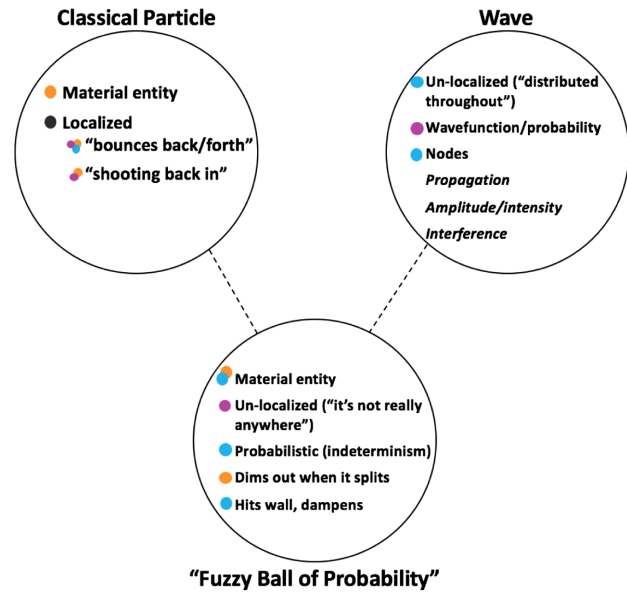 Classical Particle
Material entity
Localized
“bounces back/forth”
“shooting back in”
Wave
Un-localized (“distributed
throughout”)
Wavefunction/probability
Nodes
Propagation
Amplitude/intensity
Interference
Material entity
Un-localized (“it’s not really
anywhere”)
Probabilistic (indeterminism)
Dims out when it splits
Hits wall, dampens
“Fuzzy Ball of Probability”